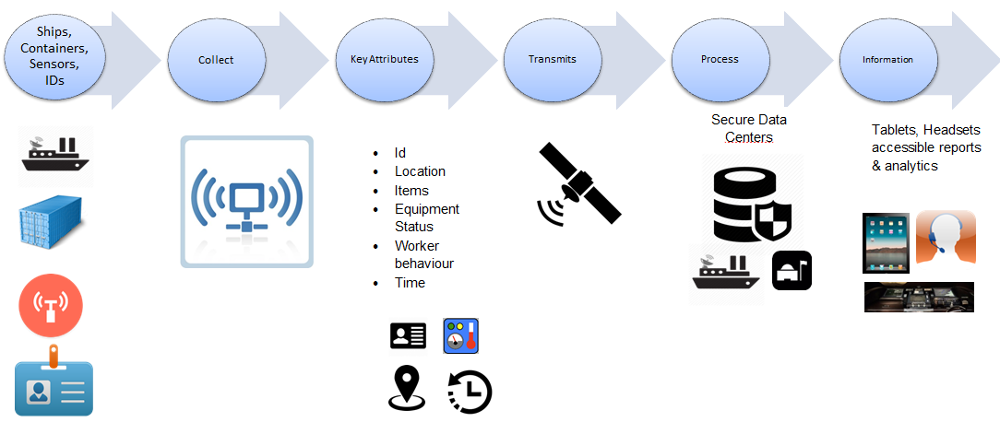 Ships,
Containers,
Sensors,
IDs
Collect
Key Attributes
Transmits
Process
Information
• Id
• Location
• Items
• Equipment
Status
• Worker
behaviour
• Time
Secure Data
Centers
Tablets, Headsets
accessible reports
& analytics